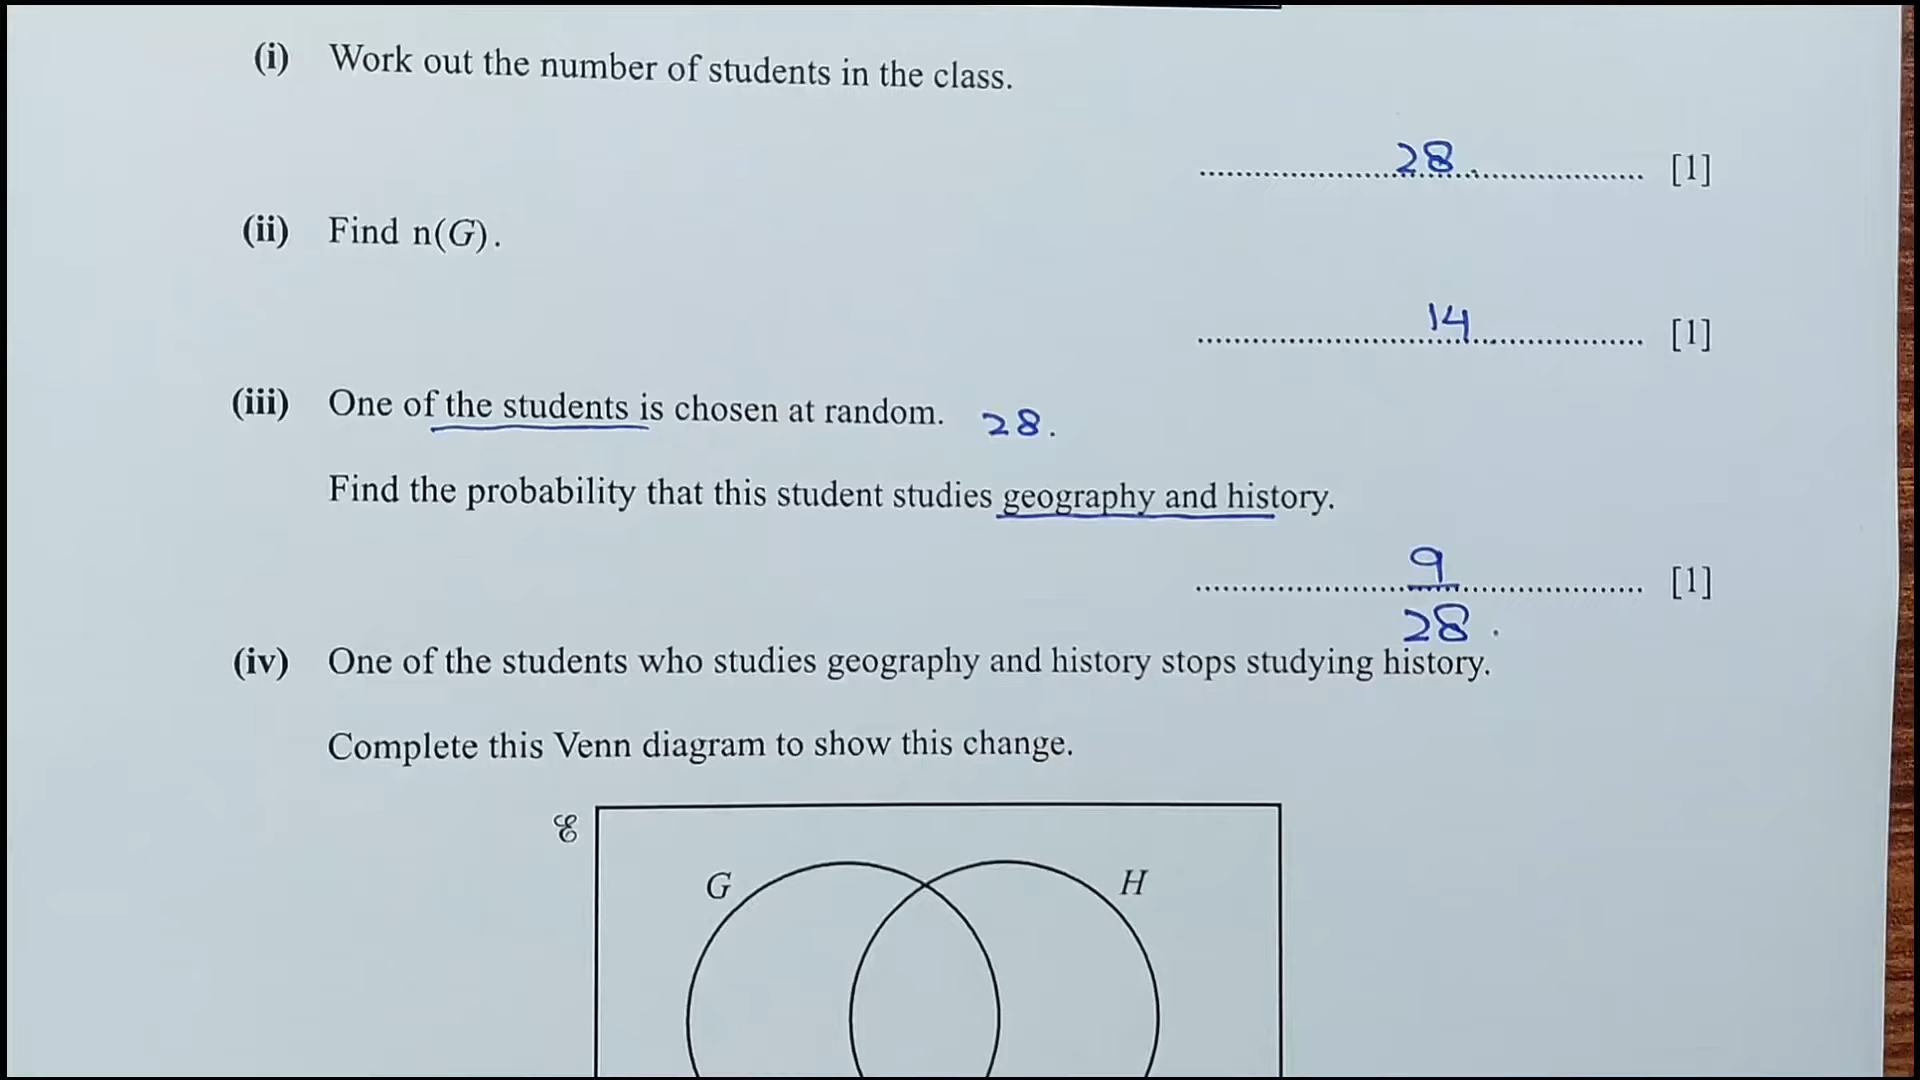 (i) Work out the number of students in the class.
28 [1]
(ii) Find n(G).
14 [1]
(iii) One of the students is chosen at random. 28.
Find the probability that this student studies geography and history.
9
[1]
28.
(iv) One of the students who studies geography and history stops studying history.
Complete this Venn diagram to show this change.
ℰ
G H